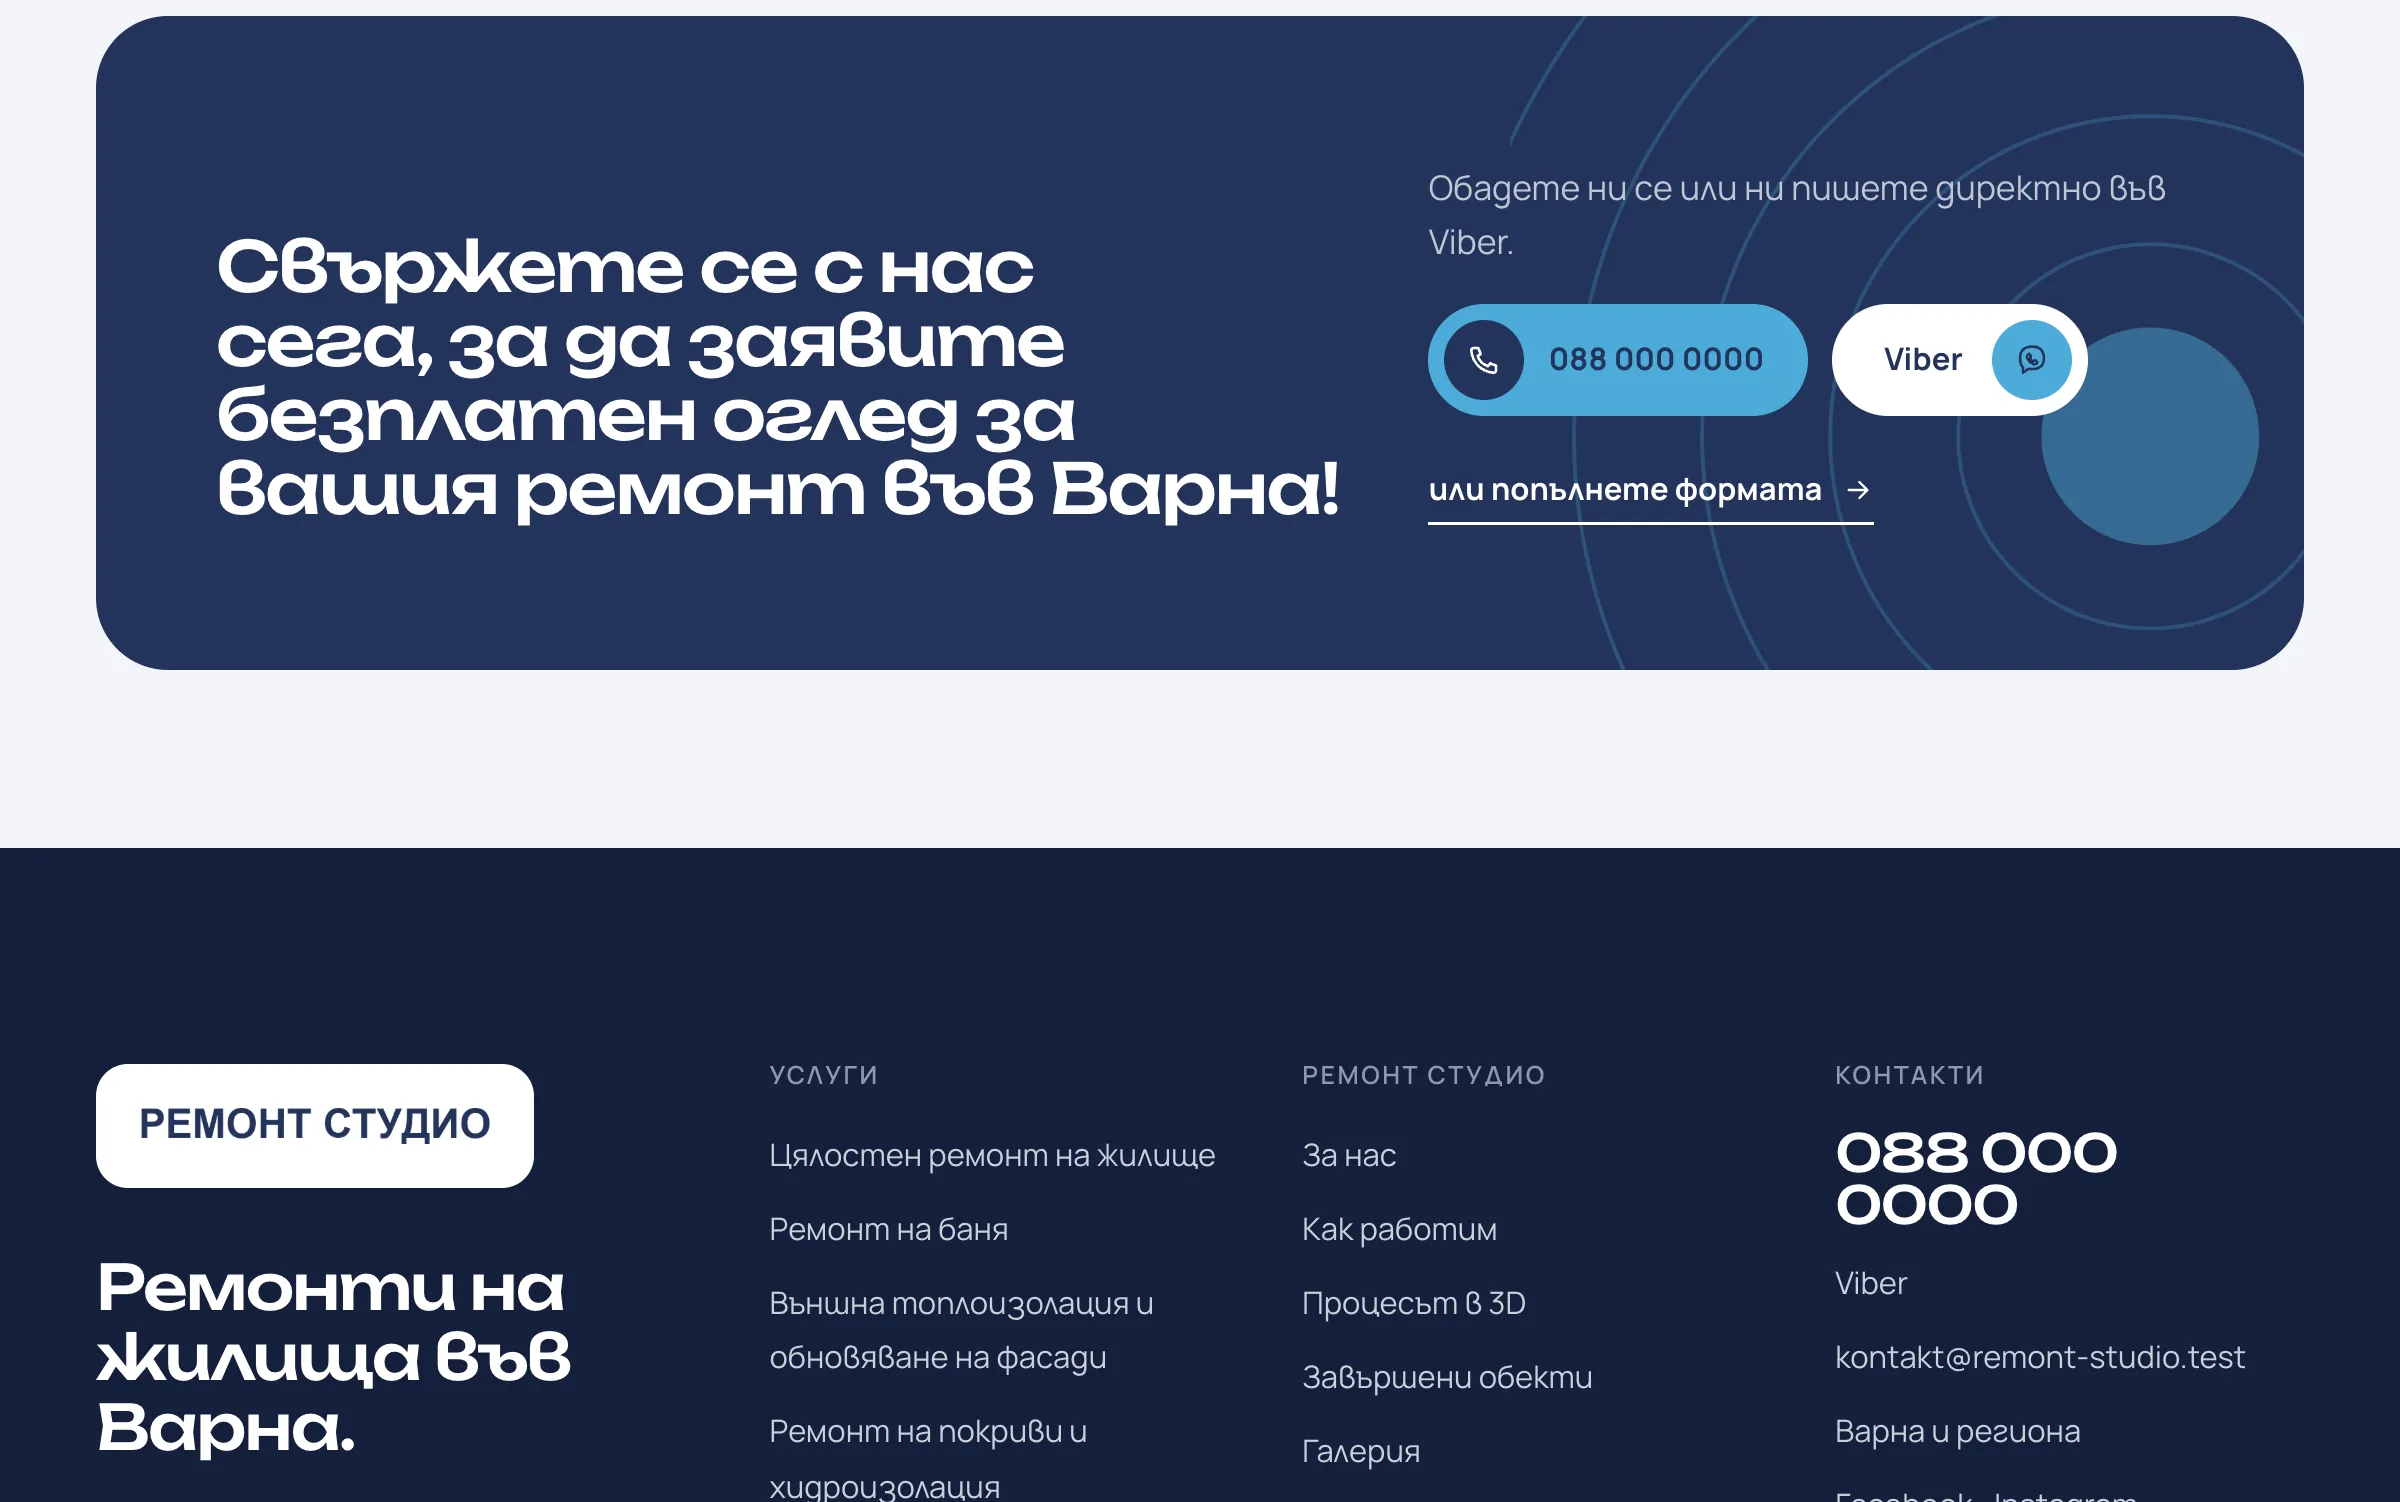 Свържете се с нас
сега, за да заявите
безплатен оглед за
вашия ремонт във Варна!
Обадете ни се или ни пишете директно във
Viber.
088 000 0000
Viber
или попълнете формата →
РЕМОНТ СТУДИО
Ремонти на
жилища във
Варна.
УСЛУГИ
Цялостен ремонт на жилище
Ремонт на баня
Външна топлоизолация и
обновяване на фасади
Ремонт на покриви и
хидроизолация
РЕМОНТ СТУДИО
За нас
Как работим
Процесът в 3D
Завършени обекти
Галерия
КОНТАКТИ
088 000
0000
Viber
kontakt@remont-studio.test
Варна и региона